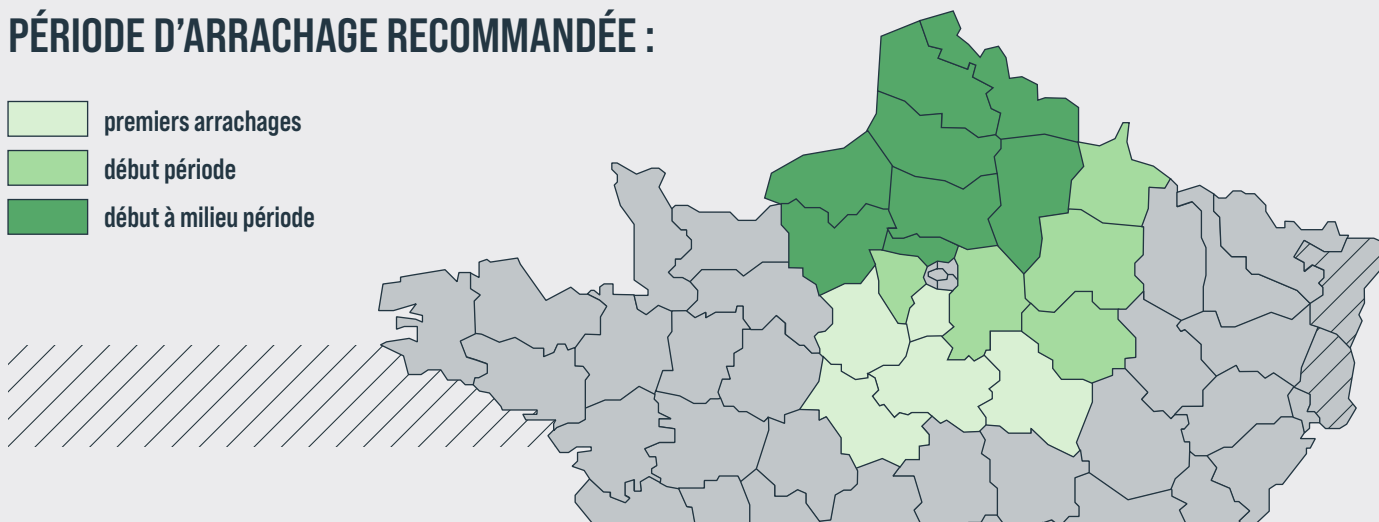 PÉRIODE D’ARRACHAGE RECOMMANDÉE :
premiers arrachages
début période
début à milieu période